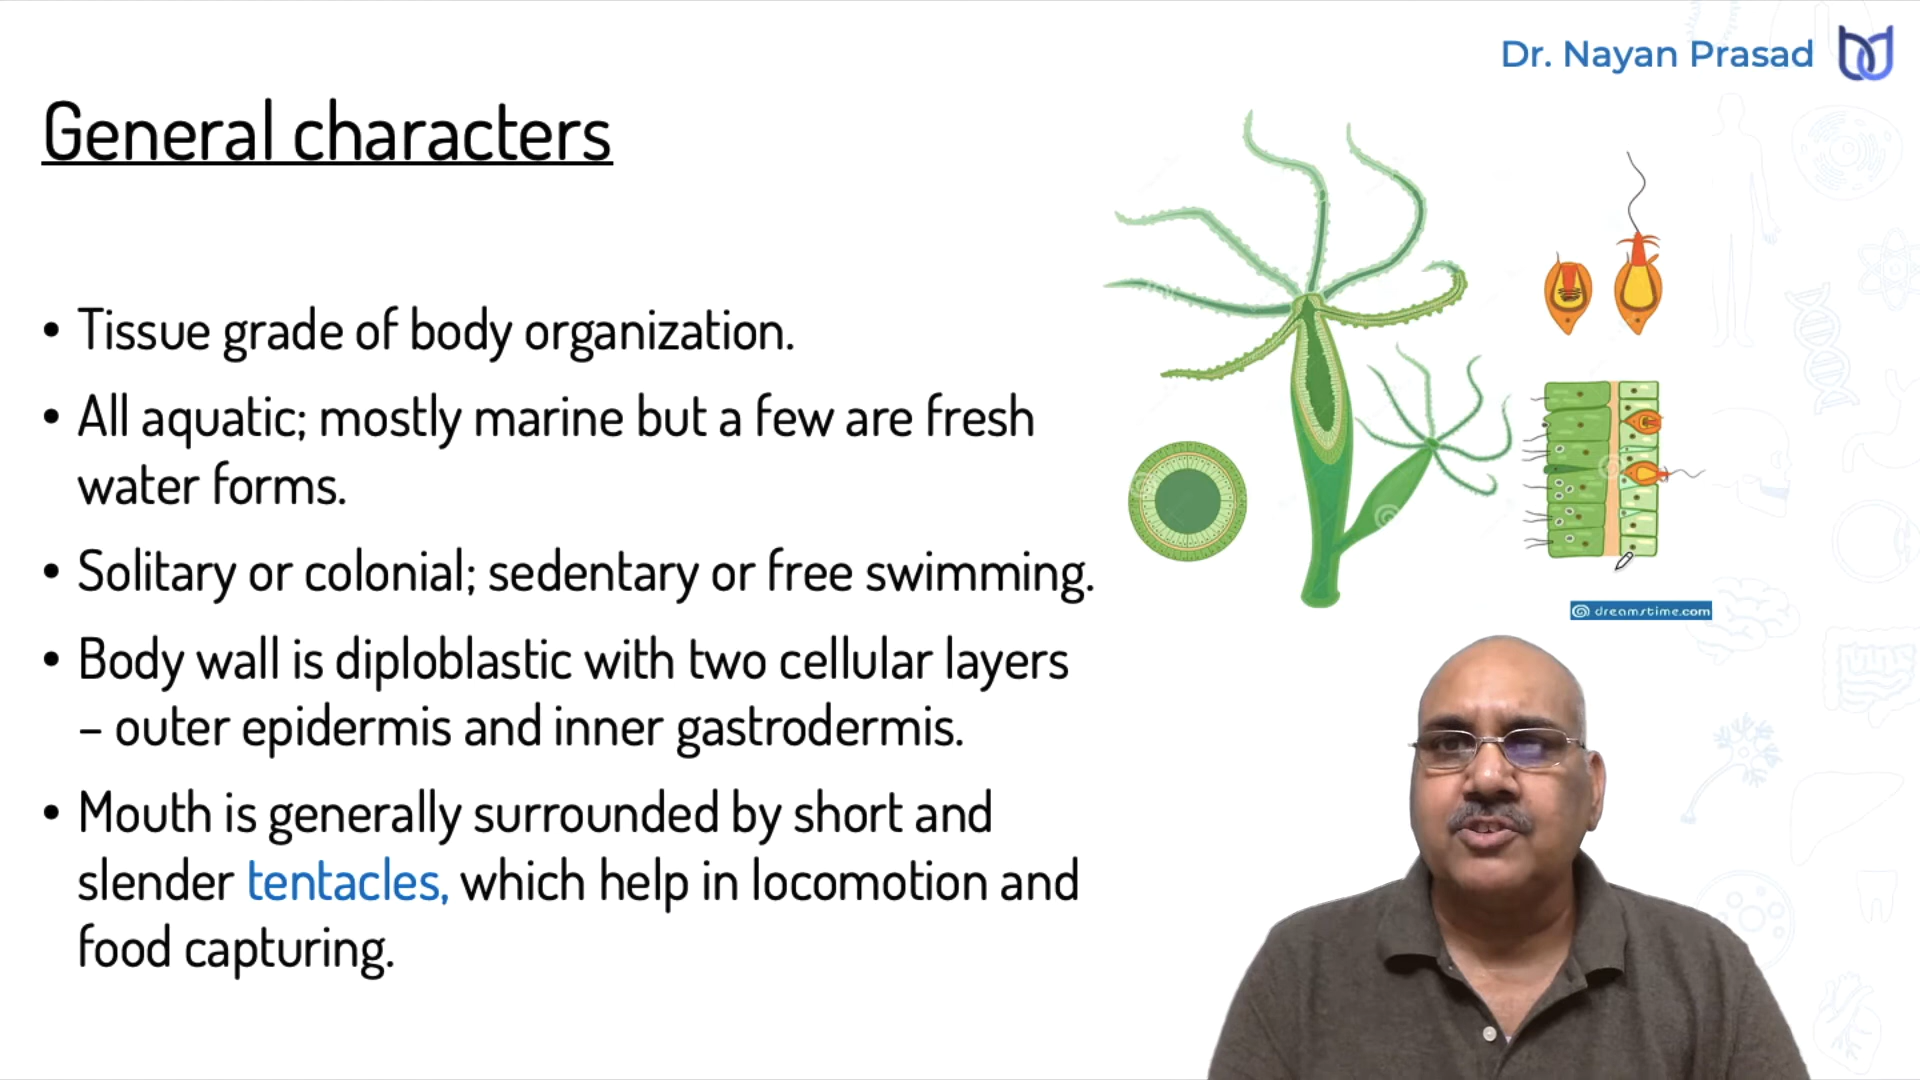 Dr. Nayan Prasad
General characters
• Tissue grade of body organization.
• All aquatic; mostly marine but a few are fresh
water forms.
• Solitary or colonial; sedentary or free swimming.
• Body wall is diploblastic with two cellular layers
– outer epidermis and inner gastrodermis.
• Mouth is generally surrounded by short and
slender tentacles, which help in locomotion and
food capturing.
dreamstime.com